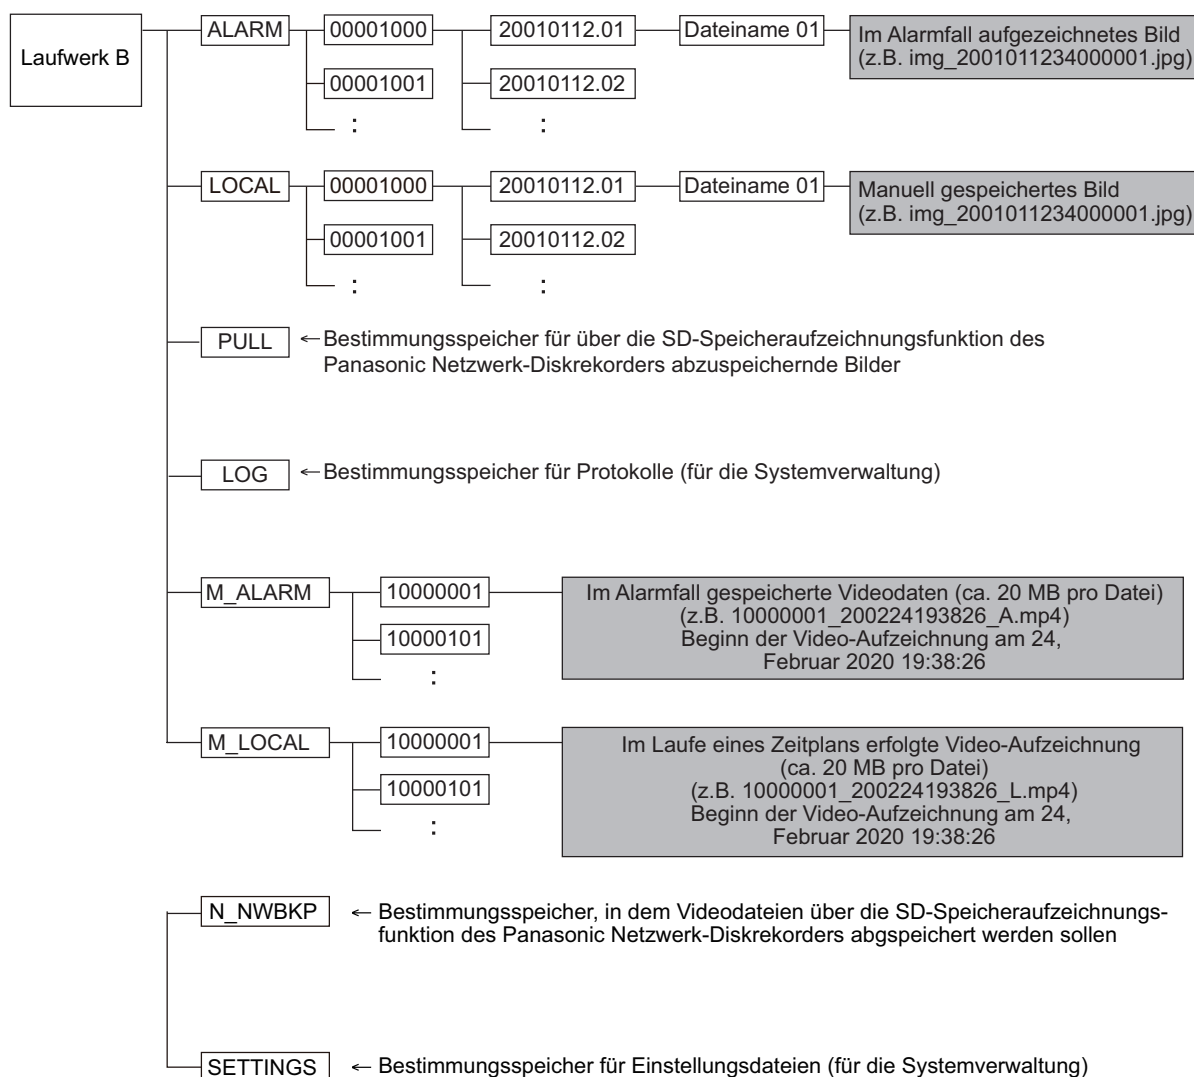 Laufwerk B
ALARM
00001000
20010112.01
Dateiname 01
Im Alarmfall aufgezeichnetes Bild
(z.B. img_2001011234000001.jpg)
00001001
20010112.02
:
:
LOCAL
00001000
20010112.01
Dateiname 01
Manuell gespeichertes Bild
(z.B. img_2001011234000001.jpg)
00001001
20010112.02
:
:
PULL
← Bestimmungsspeicher für über die SD-Speicheraufzeichnungsfunktion des
Panasonic Netzwerk-Diskrekorders abzuspeichernde Bilder
LOG
← Bestimmungsspeicher für Protokolle (für die Systemverwaltung)
M_ALARM
10000001
Im Alarmfall gespeicherte Videodaten (ca. 20 MB pro Datei)
(z.B. 10000001_200224193826_A.mp4)
Beginn der Video-Aufzeichnung am 24,
Februar 2020 19:38:26
10000101
:
M_LOCAL
10000001
Im Laufe eines Zeitplans erfolgte Video-Aufzeichnung
(ca. 20 MB pro Datei)
(z.B. 10000001_200224193826_L.mp4)
Beginn der Video-Aufzeichnung am 24,
Februar 2020 19:38:26
10000101
:
N_NWBKP
← Bestimmungsspeicher, in dem Videodateien über die SD-Speicheraufzeichnungs-
funktion des Panasonic Netzwerk-Diskrekorders abgspeichert werden sollen
SETTINGS
← Bestimmungsspeicher für Einstellungsdateien (für die Systemverwaltung)